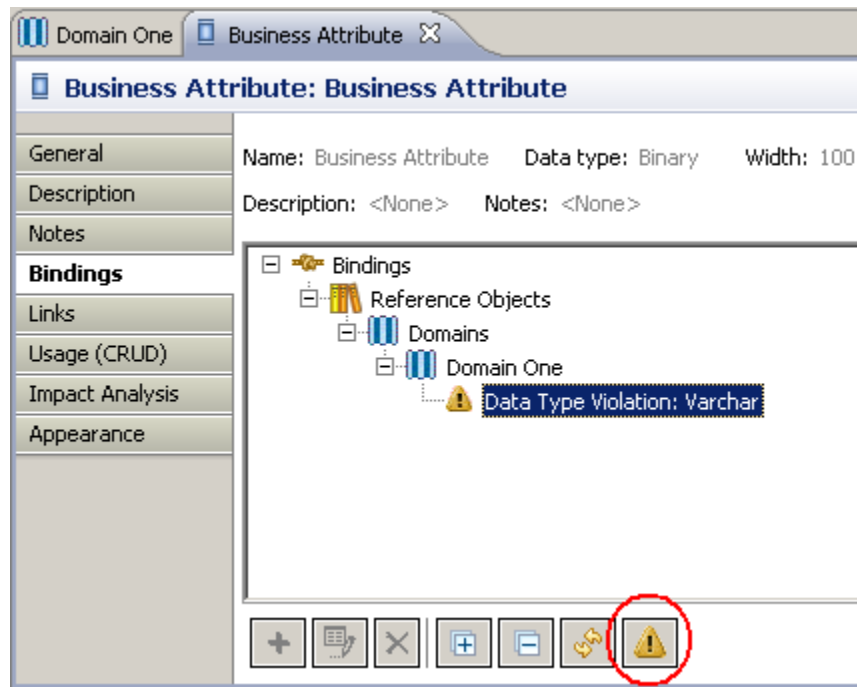 Domain One Business Attribute
Business Attribute: Business Attribute
General
Description
Notes
Bindings
Links
Usage (CRUD)
Impact Analysis
Appearance
Name: Business Attribute Data type: Binary Width: 100
Description: <None> Notes: <None>
Bindings
Reference Objects
Domains
Domain One
Data Type Violation: Varchar